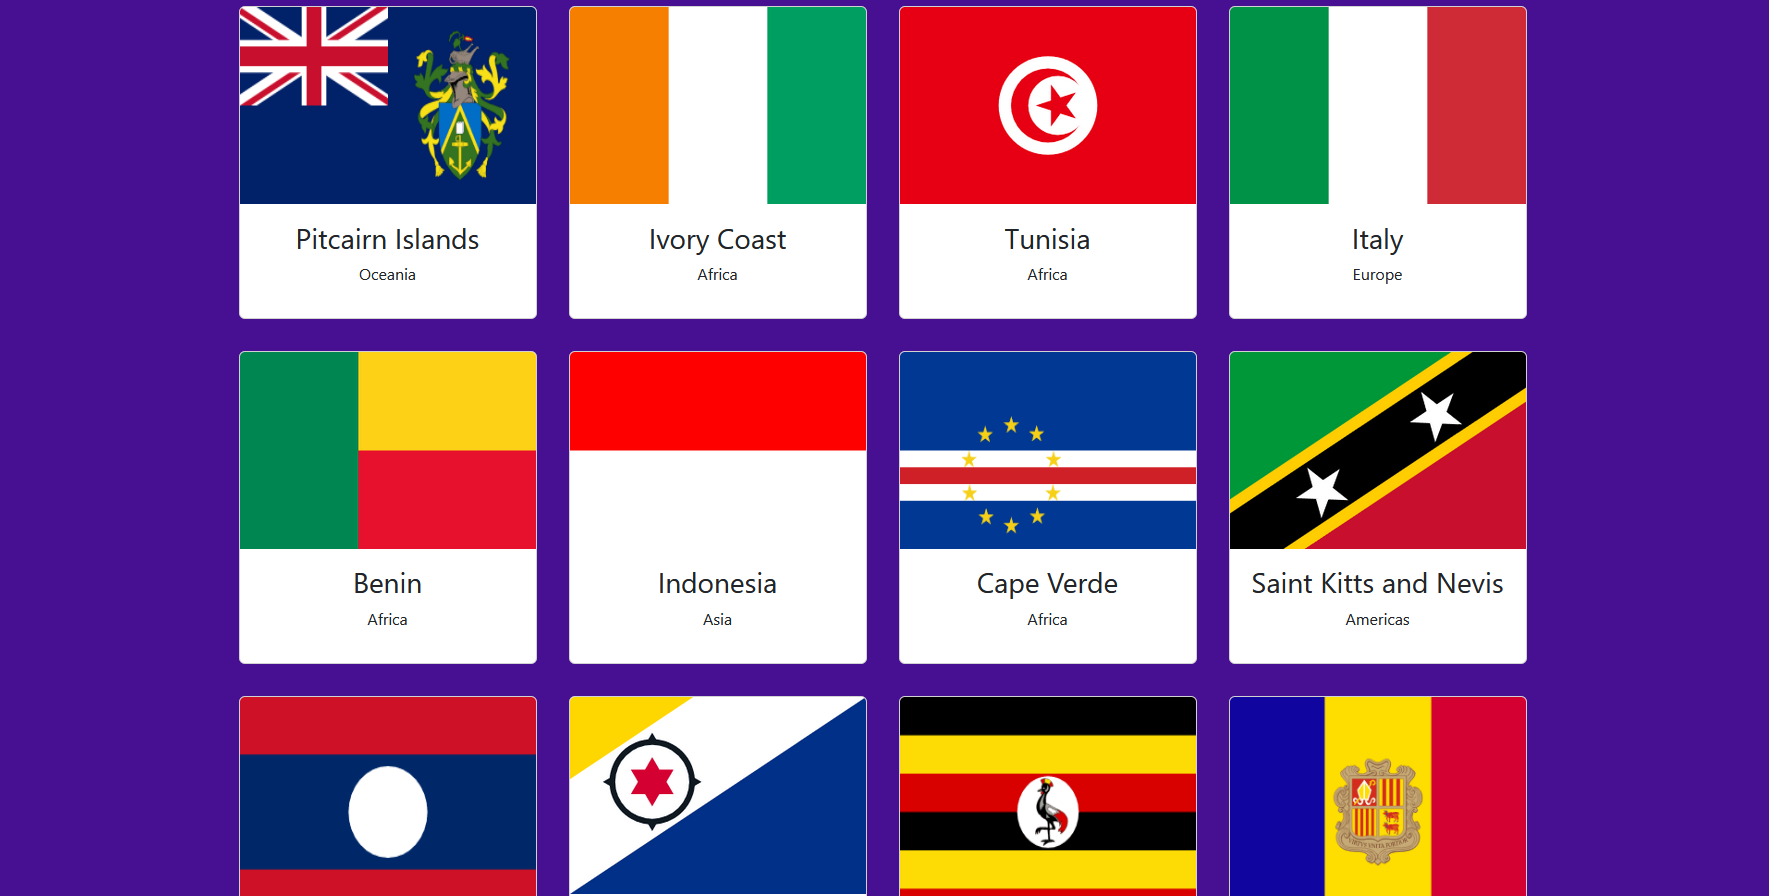 Pitcairn Islands
Oceania
Ivory Coast
Africa
Tunisia
Africa
Italy
Europe
Benin
Africa
Indonesia
Asia
Cape Verde
Africa
Saint Kitts and Nevis
Americas